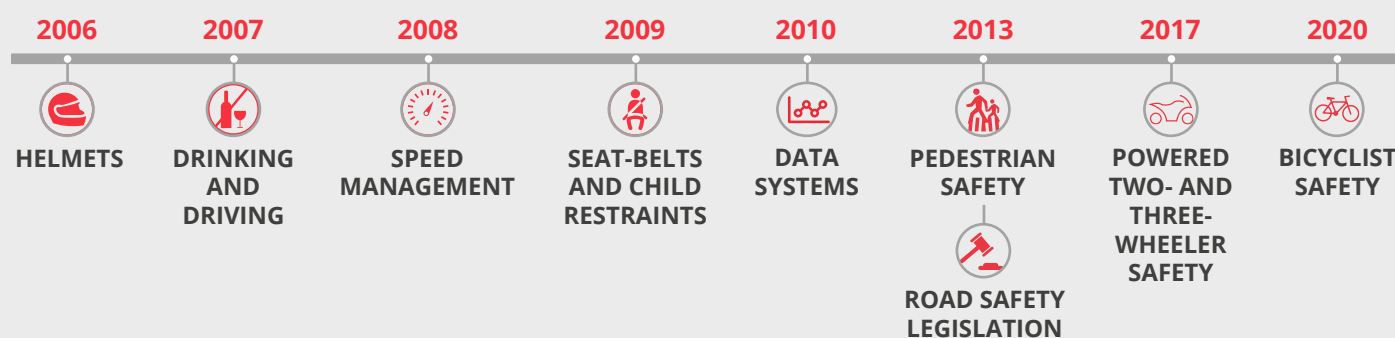 2006
HELMETS
2007
DRINKING
AND
DRIVING
2008
SPEED
MANAGEMENT
2009
SEAT-BELTS
AND CHILD
RESTRAINTS
2010
DATA
SYSTEMS
2013
PEDESTRIAN
SAFETY
ROAD SAFETY
LEGISLATION
2017
POWERED
TWO- AND
THREE-
WHEELER
SAFETY
2020
BICYCLIST
SAFETY